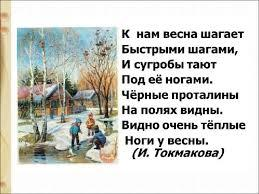 К нам весна шагает
Быстрыми шагами,
И сугробы тают
Под её ногами.
Чёрные проталины
На полях видны.
Видно очень тёплые
Ноги у весны.
(И. Токмакова)